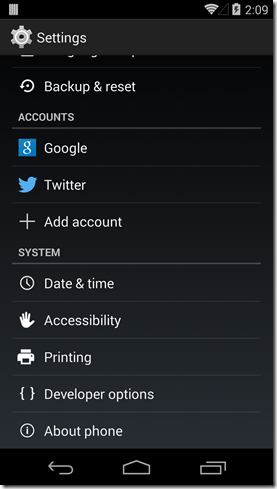 2:09
Settings
Backup & reset
ACCOUNTS
Google
Twitter
Add account
SYSTEM
Date & time
Accessibility
Printing
{ } Developer options
About phone